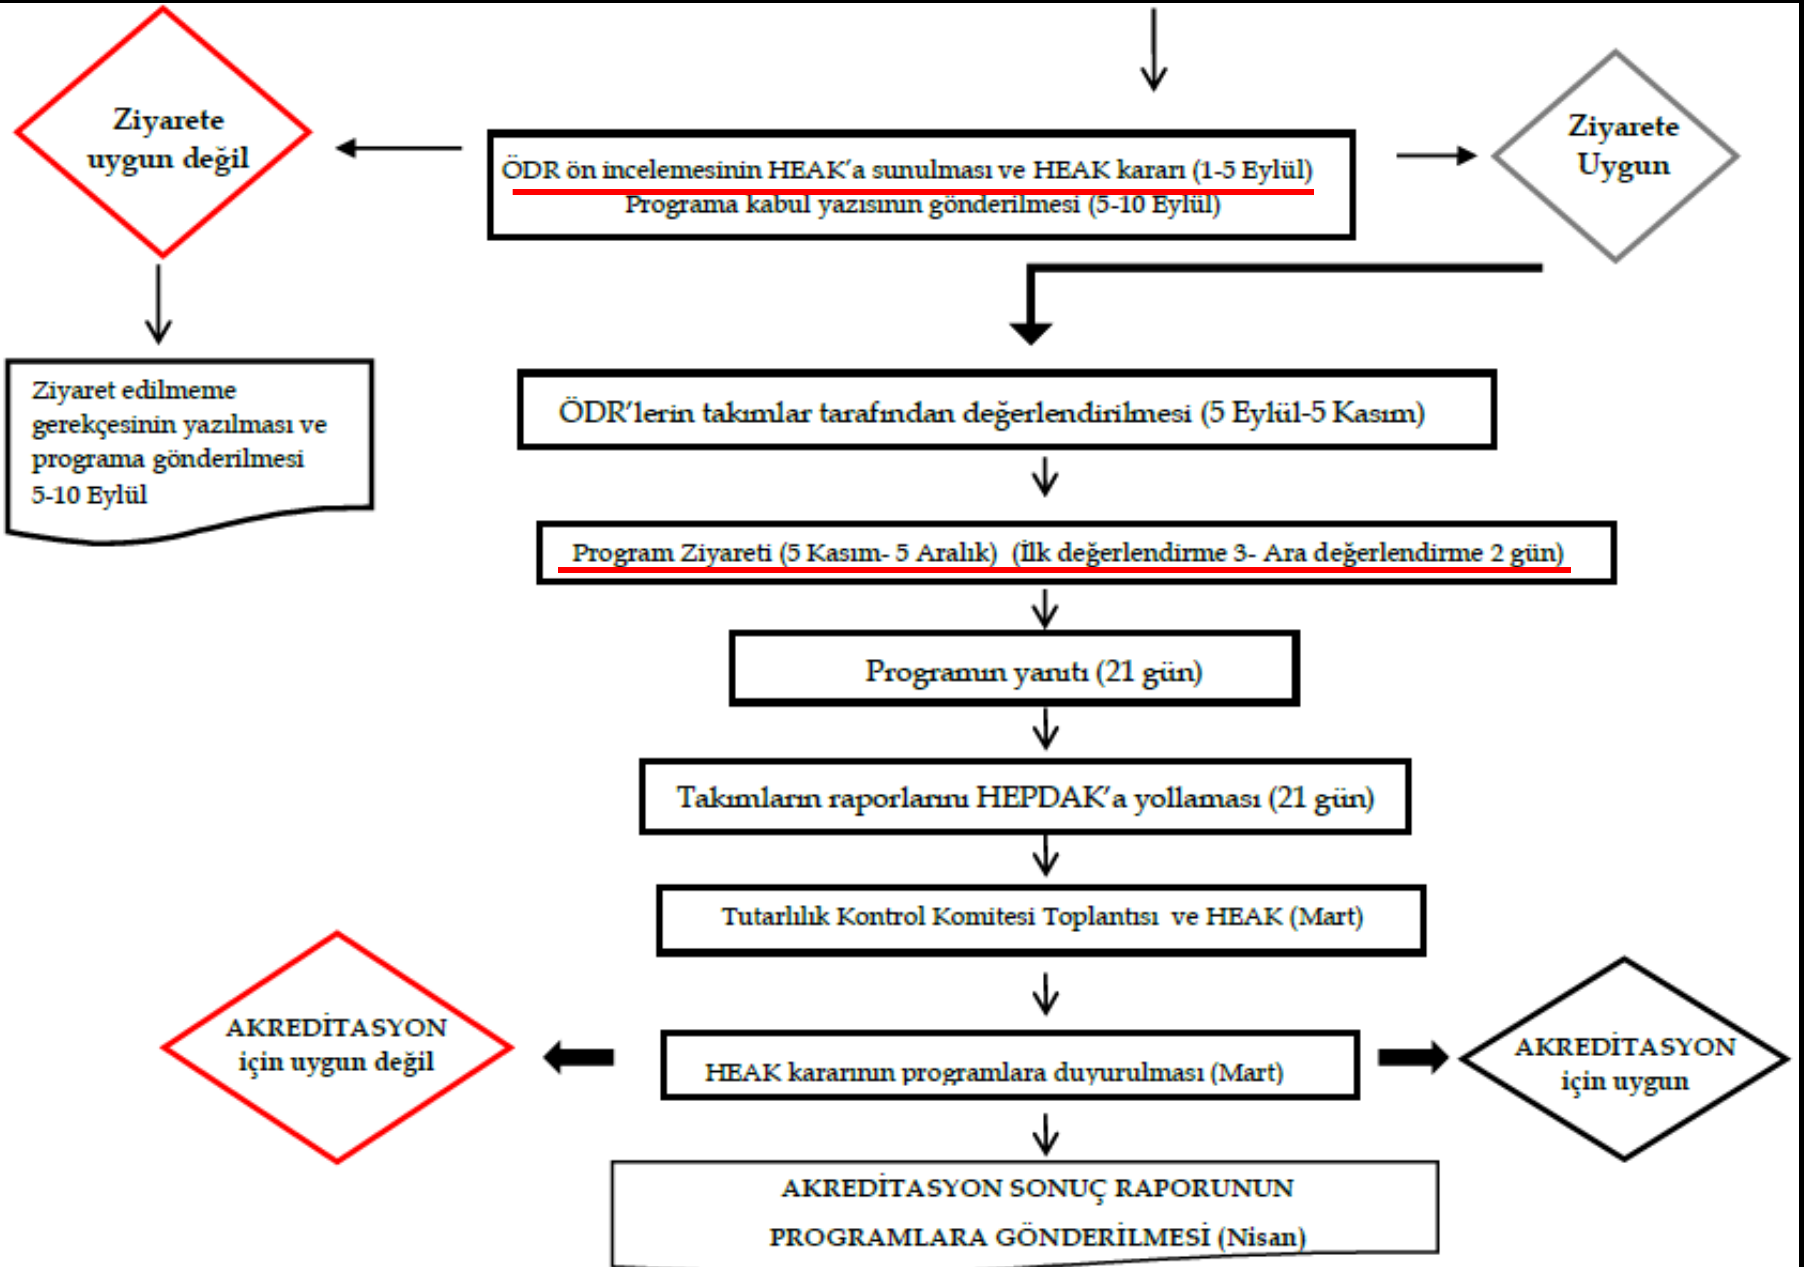 Ziyarete
uygun değil
ÖDR ön incelemesinin HEAK'a sunulması ve HEAK kararı (1-5 Eylül)
Programa kabul yazısının gönderilmesi (5-10 Eylül)
Ziyarete
Uygun
Ziyaret edilmeme
gerekçesinin yazılması ve
programa gönderilmesi
5-10 Eylül
ÖDR'lerin takımlar tarafından değerlendirilmesi (5 Eylül-5 Kasım)
Program Ziyareti (5 Kasım- 5 Aralık) (İlk değerlendirme 3- Ara değerlendirme 2 gün)
Programın yanıtı (21 gün)
Takımların raporlarını HEPDAK'a yollaması (21 gün)
Tutarlılık Kontrol Komitesi Toplantısı ve HEAK (Mart)
AKREDİTASYON
için uygun değil
HEAK kararının programlara duyurulması (Mart)
AKREDİTASYON
için uygun
AKREDİTASYON SONUÇ RAPORUNUN
PROGRAMLARA GÖNDERİLMESİ (Nisan)